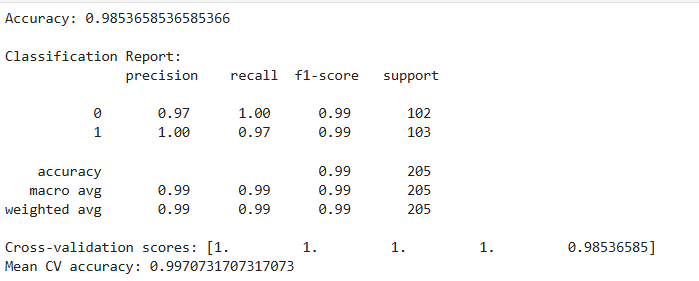 Accuracy: 0.9853658536585366
Classification Report:
precision recall f1-score support
0 0.97 1.00 0.99 102
1 1.00 0.97 0.99 103
accuracy 0.99 205
macro avg 0.99 0.99 0.99 205
weighted avg 0.99 0.99 0.99 205
Cross-validation scores: [1. 1. 1. 1. 0.98536585]
Mean CV accuracy: 0.9970731707317073